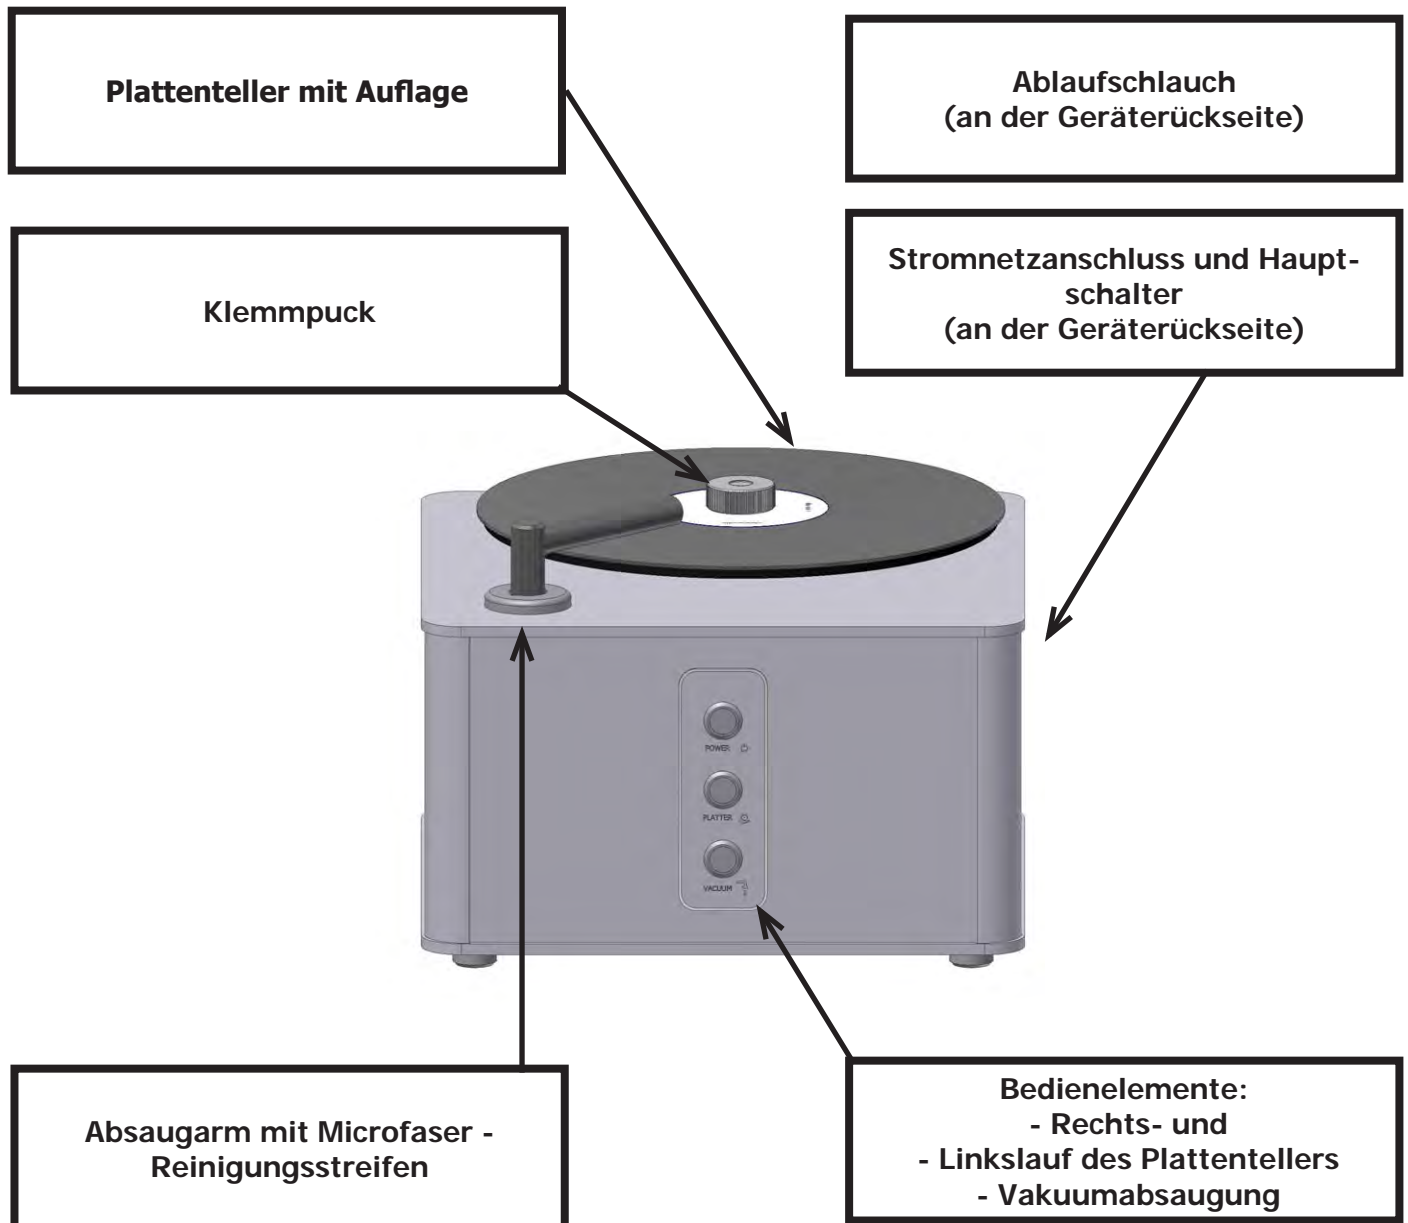 Plattenteller mit Auflage
Ablaufschlauch
(an der Geräterückseite)
Klemmpuck
Stromnetzanschluss und Haupt-
schalter
(an der Geräterückseite)
POWER
PLATTER
VACUUM
Absaugarm mit Microfaser -
Reinigungsstreifen
Bedienelemente:
- Rechts- und
- Linkslauf des Plattentellers
- Vakuumabsaugung